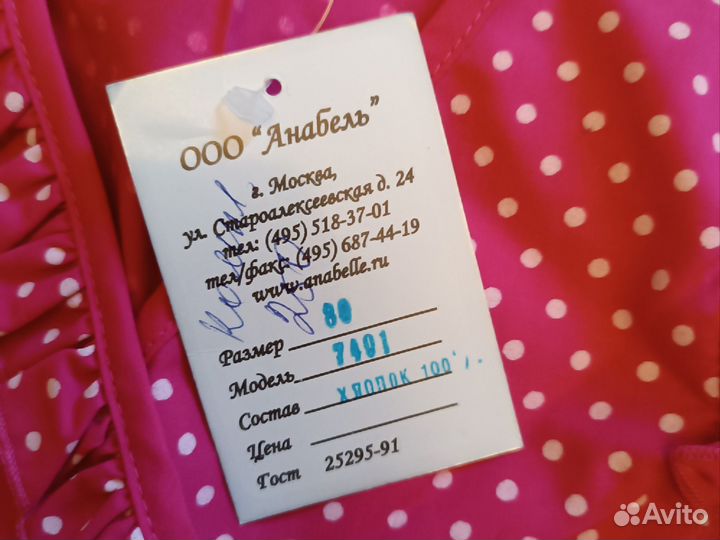 ООО “Анабель”
г. Москва,
ул. Староалексеевская д. 24
тел: (495) 518-37-01
тел/факс: (495) 687-44-19
www.anabelle.ru
Размер 80
Модель 7401
Состав ХЛОПОК 100%
Цена
Гост 25295-91
Avito